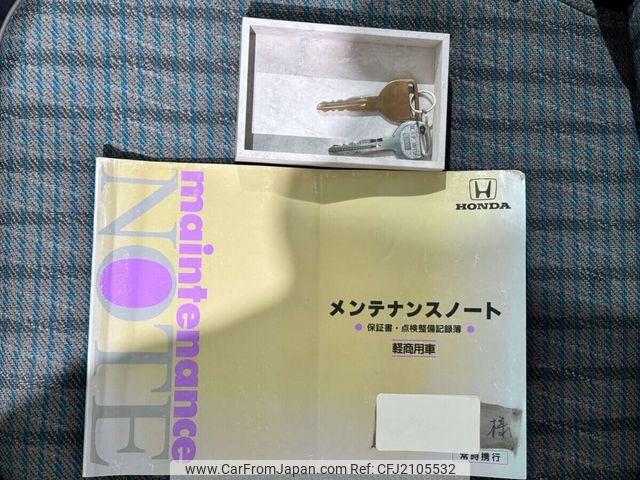 maintenance
NOTE
HONDA
メンテナンスノート
保証書・点検整備記録簿
軽商用車
様
常時携行
www.CarFromJapan.com | CFJ2105532